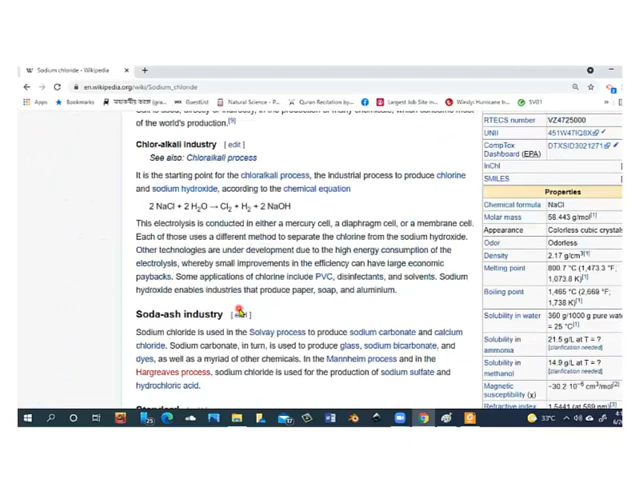 Sodium chloride - Wikipedia
en.wikipedia.org/wiki/Sodium_chloride
Apps Bookmarks QuestList Natural Science - P... Quran Recitation by... Largest Job Site in... Windy: Hurricane b... SV01
of the world's production.[9]
Chlor-alkali industry [ edit ]
See also: Chloralkali process
It is the starting point for the chloralkali process, the industrial process to produce chlorine
and sodium hydroxide, according to the chemical equation
2 NaCl + 2 H2O → Cl2 + H2 + 2 NaOH
This electrolysis is conducted in either a mercury cell, a diaphragm cell, or a membrane cell.
Each of those uses a different method to separate the chlorine from the sodium hydroxide.
Other technologies are under development due to the high energy consumption of the
electrolysis, whereby small improvements in the efficiency can have large economic
paybacks. Some applications of chlorine include PVC, disinfectants, and solvents. Sodium
hydroxide enables industries that produce paper, soap, and aluminium.
Soda-ash industry
Sodium chloride is used in the Solvay process to produce sodium carbonate and calcium
chloride. Sodium carbonate, in turn, is used to produce glass, sodium bicarbonate, and
dyes, as well as a myriad of other chemicals. In the Mannheim process and in the
Hargreaves process, sodium chloride is used for the production of sodium sulfate and
hydrochloric acid.
RTECS number VZ4725000
UNII 451W47IQ8X
CompTox
Dashboard (EPA) DTXSID3021271
InChI
SMILES
Properties
Chemical formula NaCl
Molar mass 58.443 g/mol[1]
Appearance Colorless cubic crystals
Odor Odorless
Density 2.17 g/cm3[1]
Melting point 800.7 °C (1,473.3 °F;
1,073.8 K)[1]
Boiling point 1,465 °C (2,669 °F;
1,738 K)[1]
Solubility in water 360 g/1000 g pure water
= 25 °C[1]
Solubility in
ammonia 21.5 g/L at T = ?
[clarification needed]
Solubility in
methanol 14.9 g/L at T = ?
[clarification needed]
Magnetic
susceptibility (χ) −30.2·10−6 cm3/mol[2]
Refractive index 1.5441 (at 589 nm)[3]
33°C